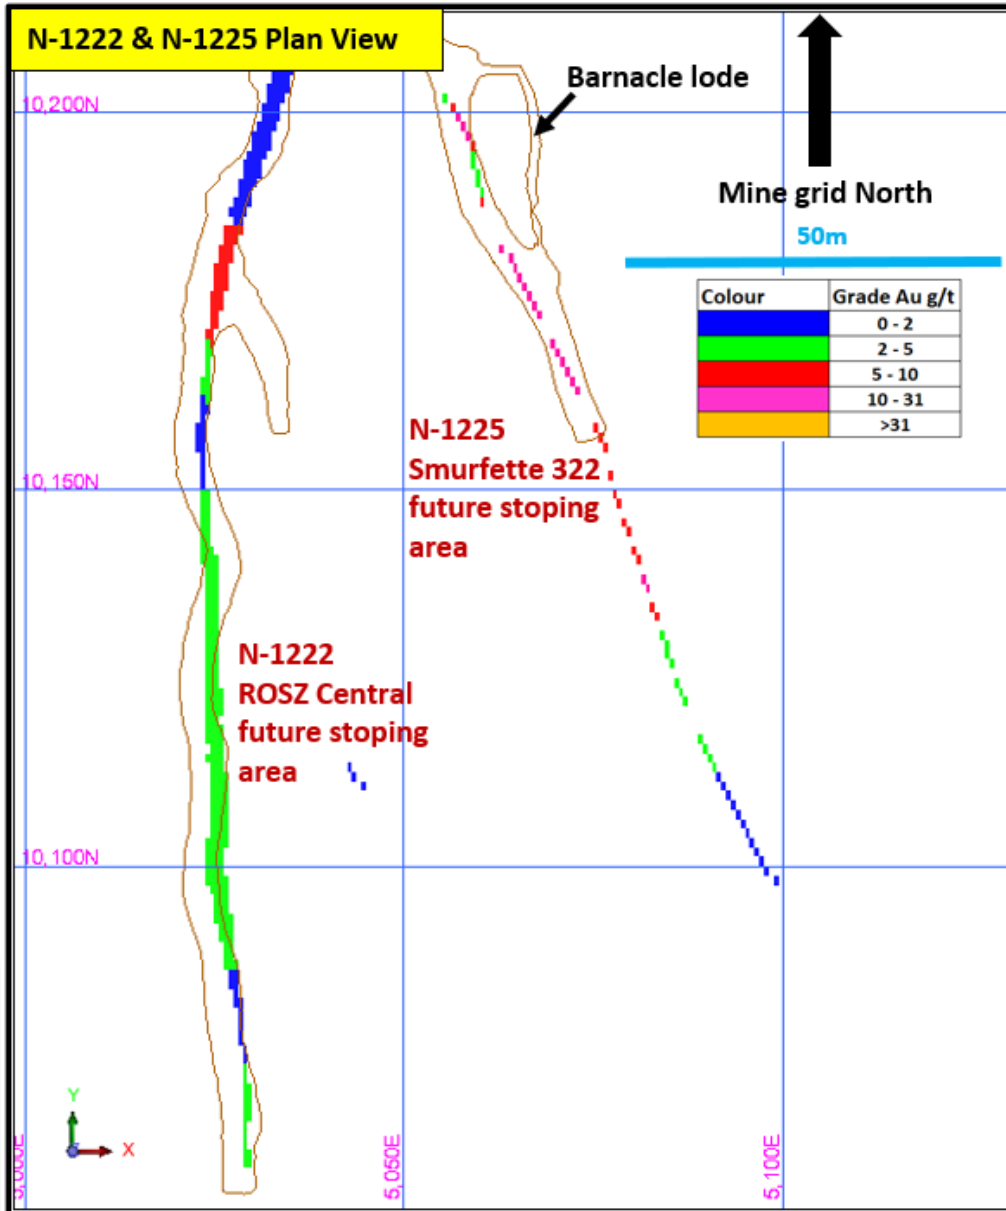 N-1222 & N-1225 Plan View
Barnacle lode
10,200N
Mine grid North
50m
Colour Grade Au g/t
0 - 2
2 - 5
5 - 10
10 - 31
>31
N-1225
Smurfette 322
future stoping
area
10,150N
N-1222
ROSZ Central
future stoping
area
10,100N
Y
X
5,000E
5,050E
5,100E